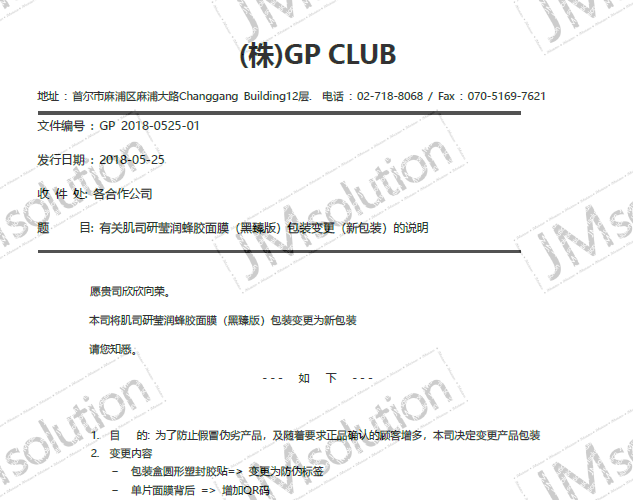 (株)GP CLUB
地址 : 首尔市麻浦区麻浦大路Changgang Building12层. 电话 : 02-718-8068 / Fax : 070-5169-7621
文件编号 : GP 2018-0525-01
发行日期 : 2018-05-25
收 件 处: 各合作公司
题 目: 有关肌司研莹润蜂胶面膜（黑臻版）包装变更（新包装）的说明
愿贵司欣欣向荣。
本司将肌司研莹润蜂胶面膜（黑臻版）包装变更为新包装
请您知悉。
- - - 如 下 - - -
1. 目 的: 为了防止假冒伪劣产品，及随着要求正品确认的顾客增多，本司决定变更产品包装
2. 变更内容
- 包装盒圆形塑封胶贴=> 变更为防伪标签
- 单片面膜背后 => 增加QR码
JMsolution